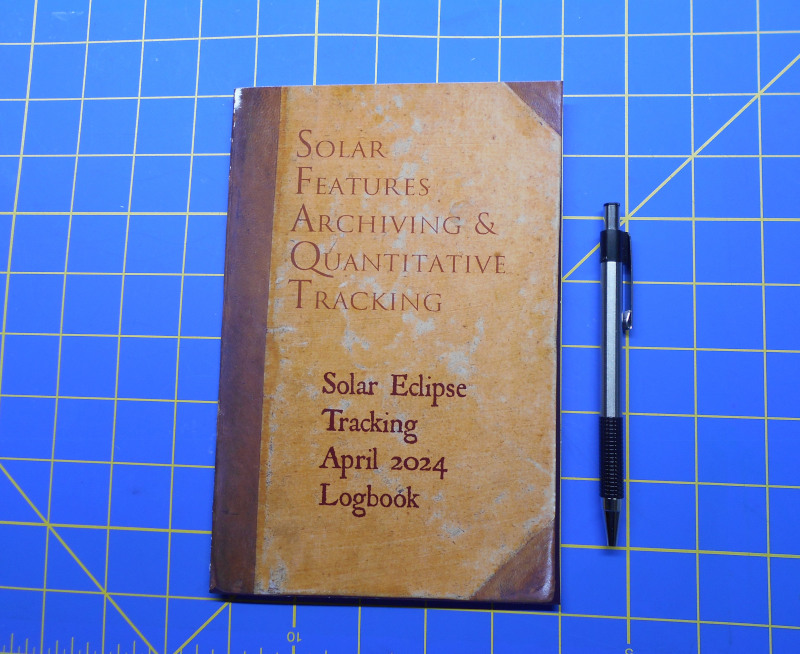 Solar
Features
Archiving &
Quantitative
Tracking
Solar Eclipse
Tracking
April 2024
Logbook
10